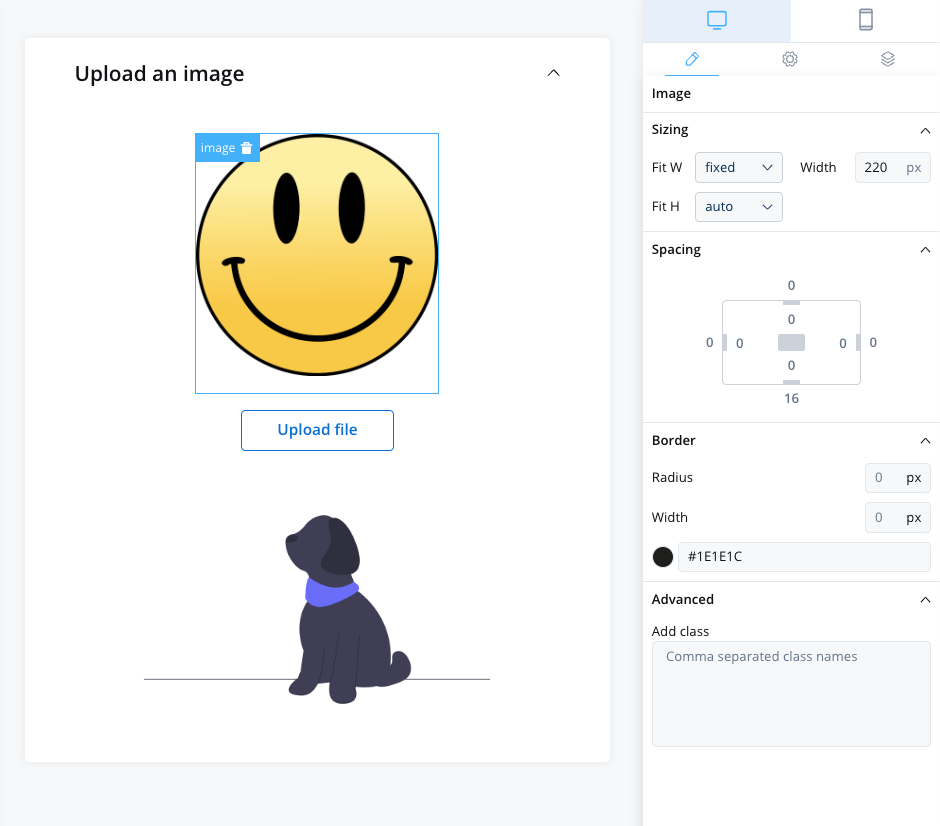 Upload an image
image
Upload file
Image
Sizing
Fit W fixed Width 220 px
Fit H auto
Spacing
0
0
0 0 0 0
0
16
Border
Radius 0 px
Width 0 px
#1E1E1C
Advanced
Add class
Comma separated class names